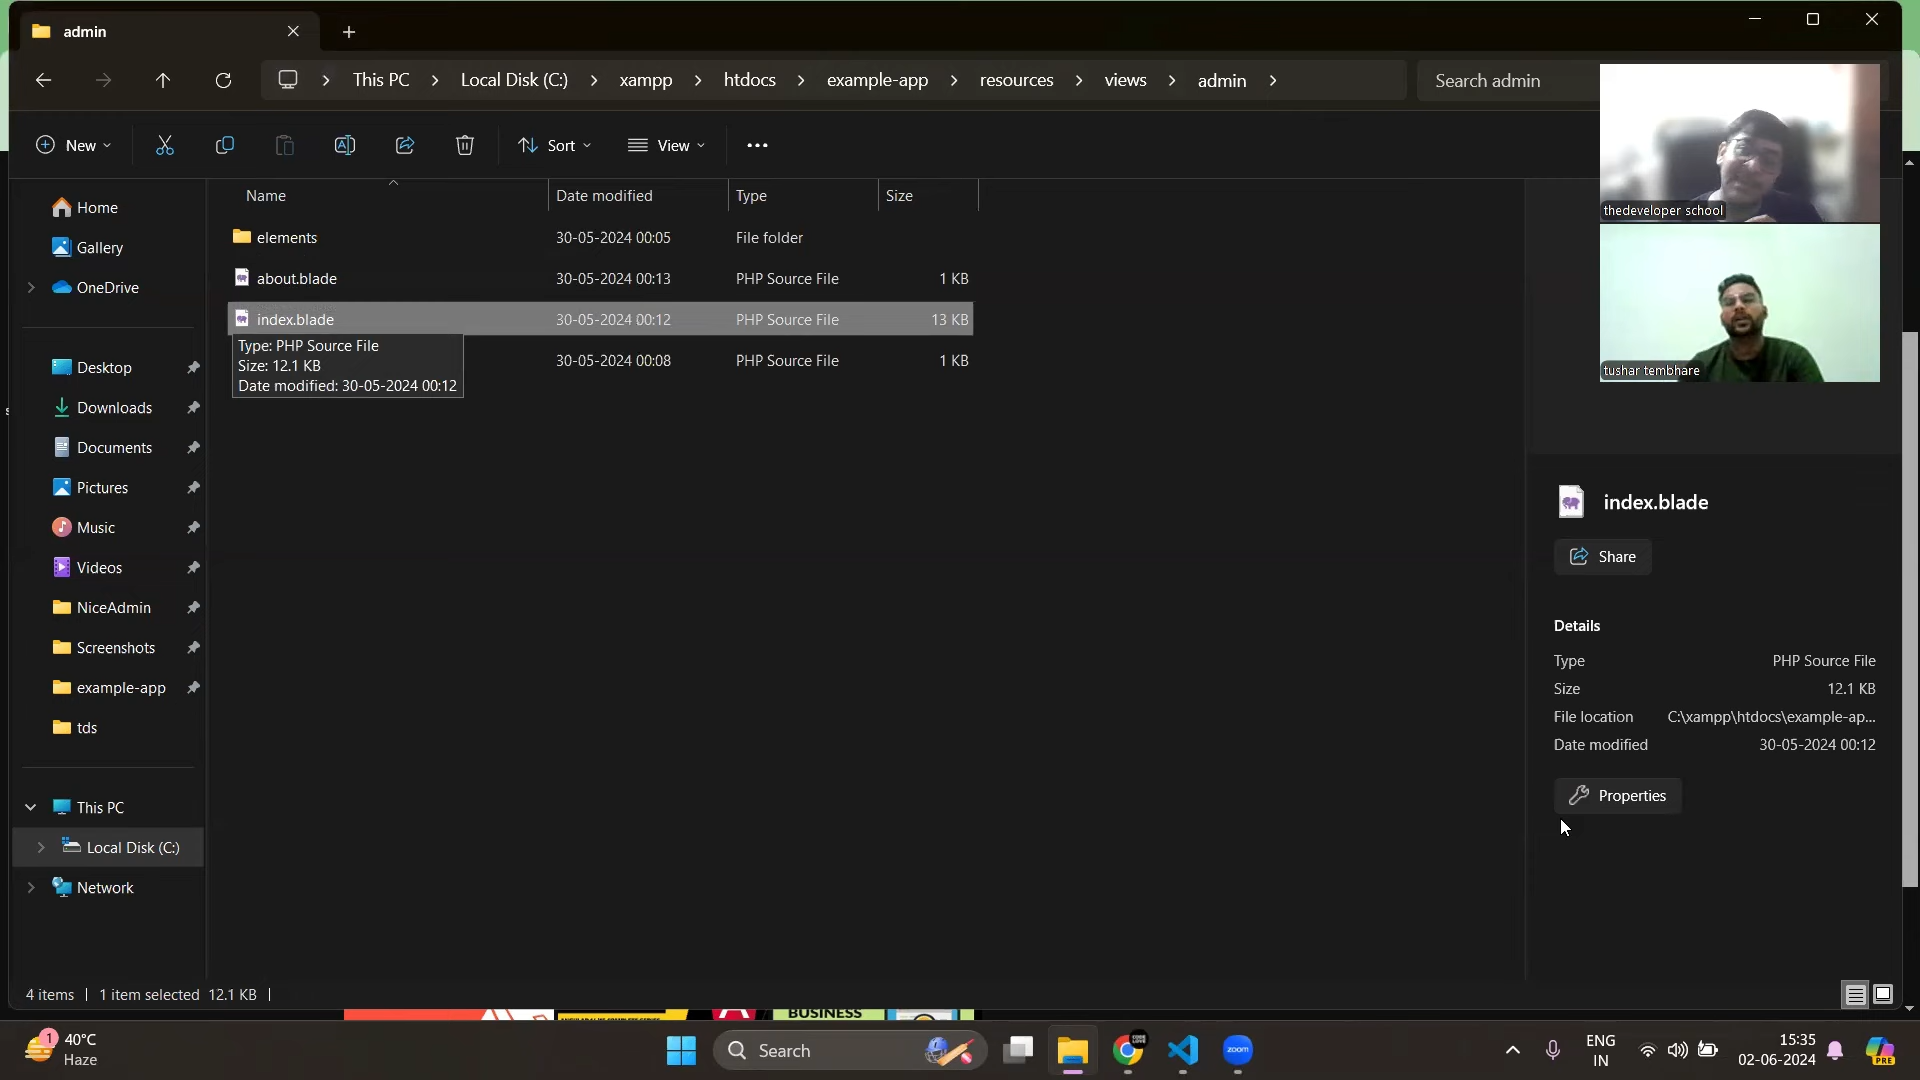 admin
This PC
Local Disk (C:)
xampp
htdocs
example-app
resources
views
admin
Search admin
New
Sort
View
Name
Date modified
Type
Size
elements
30-05-2024 00:05
File folder
about.blade
30-05-2024 00:13
PHP Source File
1 KB
index.blade
30-05-2024 00:12
PHP Source File
13 KB
Type: PHP Source File
Size: 12.1 KB
Date modified: 30-05-2024 00:12
30-05-2024 00:08
PHP Source File
1 KB
Home
Gallery
OneDrive
Desktop
Downloads
Documents
Pictures
Music
Videos
NiceAdmin
Screenshots
example-app
tds
This PC
Local Disk (C:)
Network
thedeveloper school
tushar tembhare
index.blade
Share
Details
Type PHP Source File
Size 12.1 KB
File location C:\xampp\htdocs\example-ap...
Date modified 30-05-2024 00:12
Properties
4 items
1 item selected 12.1 KB
BUSINESS
1
40°C
Haze
Search
CODE
LOVE
zoom
ENG
IN
15:35
02-06-2024
PRE